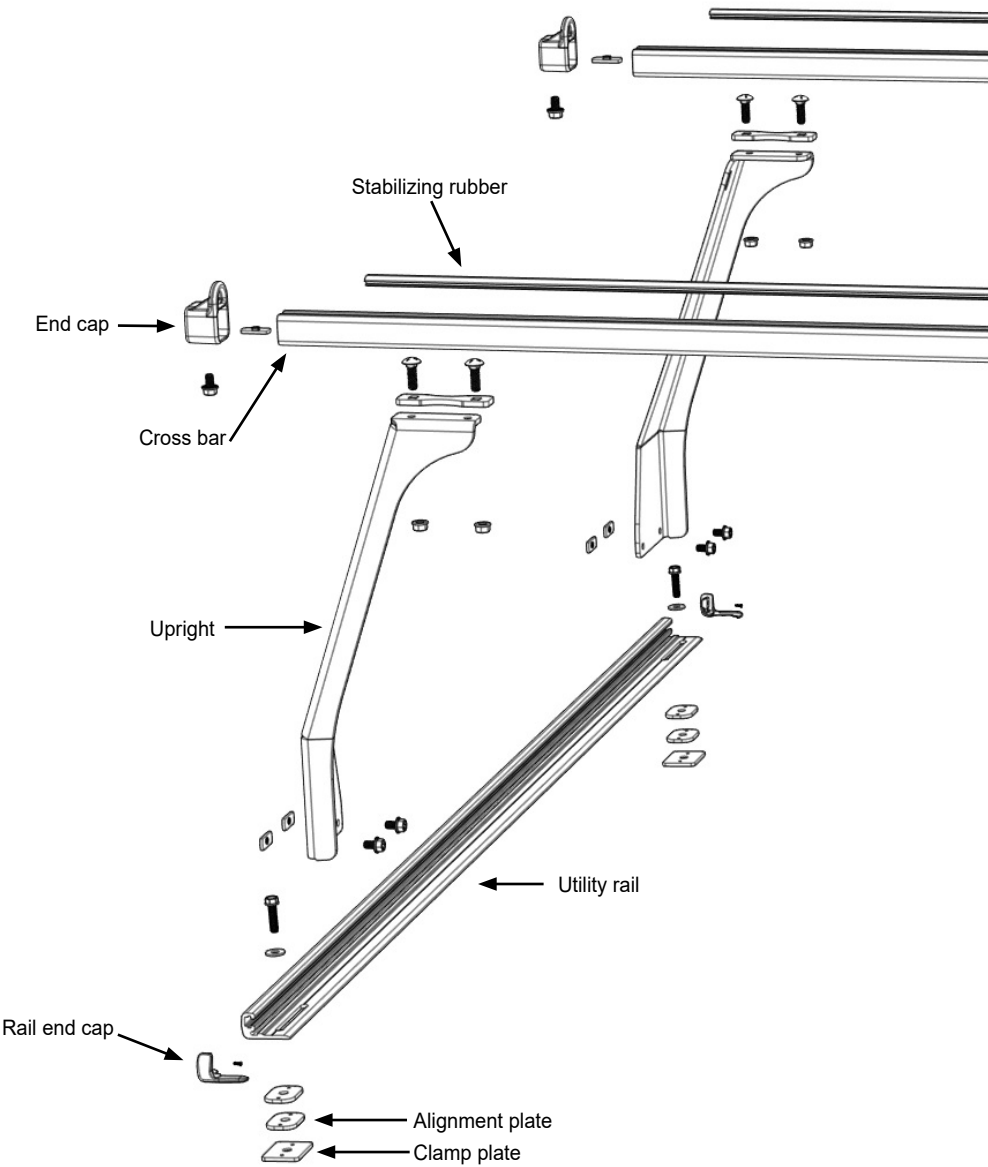 Stabilizing rubber
End cap
Cross bar
Upright
Utility rail
Rail end cap
Alignment plate
Clamp plate